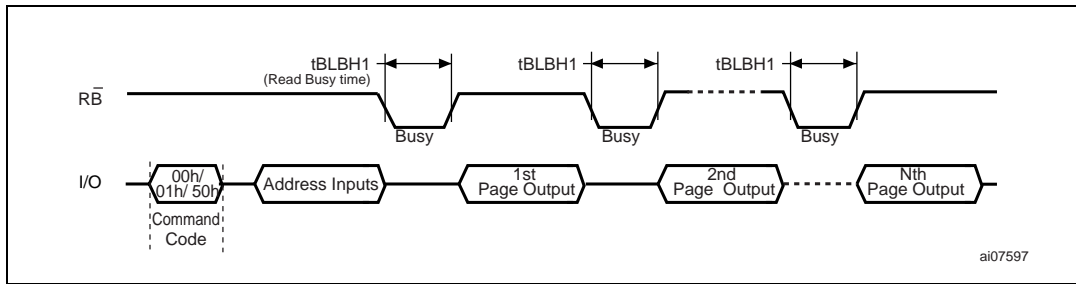 tBLBH1 tBLBH1 tBLBH1
(Read Busy time)
RB̅
Busy Busy Busy
I/O
00h/
01h/ 50h
Address Inputs
1st
Page Output
2nd
Page Output
Nth
Page Output
Command
Code
ai07597